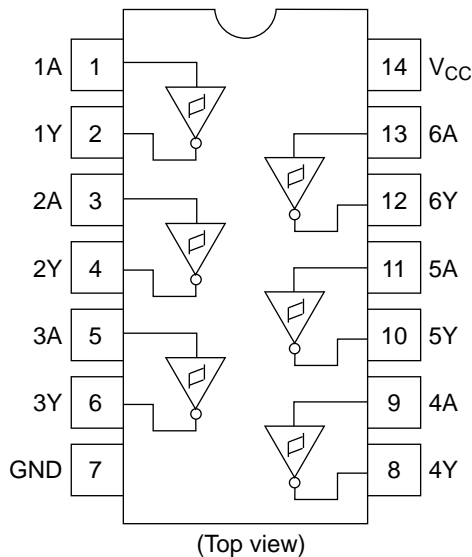 1A 1 14 VCC
1Y 2 13 6A
2A 3 12 6Y
2Y 4 11 5A
3A 5 10 5Y
3Y 6 9 4A
GND 7 8 4Y
(Top view)